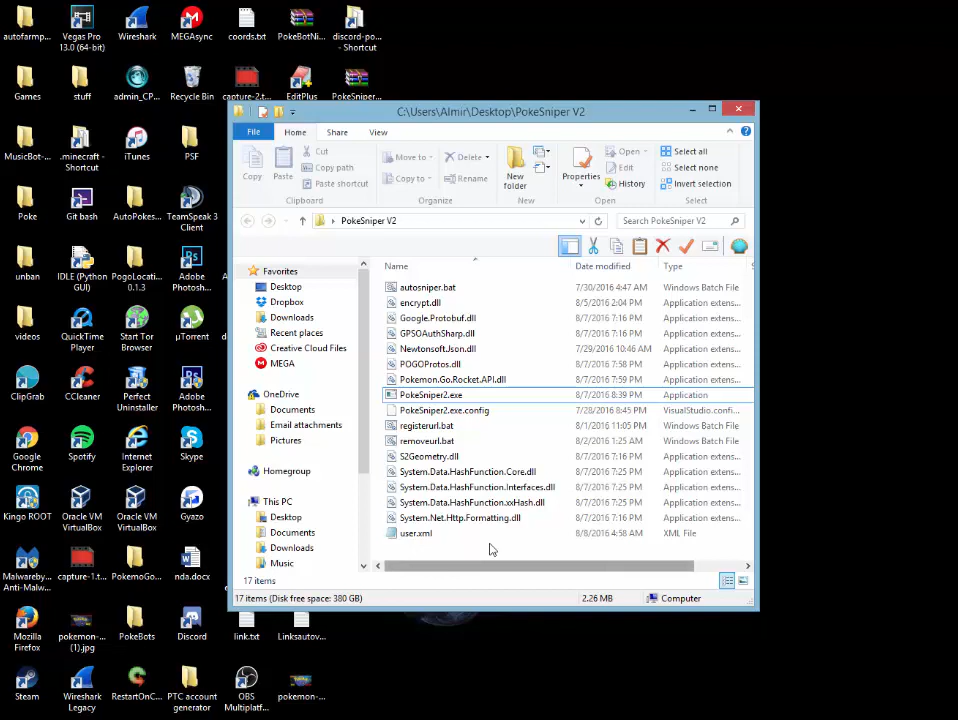 autofarmp...
Vegas Pro
13.0 (64-bit)
Wireshark
MEGAsync
coords.txt
PokeBotNi...
discord-po...
- Shortcut
Games
stuff
admin_CP...
Recycle Bin
capture-2.t...
EditPlus
PokeSniper...
MusicBot-...
.minecraft -
Shortcut
iTunes
PSF
Poke
Git bash
AutoPokes...
TeamSpeak 3
Client
unban
IDLE (Python
GUI)
PogoLocati...
0.1.3
Adobe
Photosh...
videos
QuickTime
Player
Start Tor
Browser
µTorrent
ClipGrab
CCleaner
Perfect
Uninstaller
Adobe
Photosh...
Google
Chrome
Spotify
Internet
Explorer
Skype
Kingo ROOT
Oracle VM
VirtualBox
Oracle VM
VirtualBox
Gyazo
Malwareby...
Anti-Malw...
capture-1.t...
PokemoGo...
nda.docx
Mozilla
Firefox
pokemon-...
(1).jpg
PokeBots
Discord
link.txt
Linksautov...
Steam
Wireshark
Legacy
RestartOnC...
PTC account
generator
OBS
Multiplatf...
pokemon-...
C:\Users\Almir\Desktop\PokeSniper V2
File
Home
Share
View
Copy
Paste
Cut
Copy path
Paste shortcut
Clipboard
Move to
Copy to
Delete
Rename
Organize
New
folder
New
Properties
Open
Edit
History
Open
Select all
Select none
Invert selection
Select
PokeSniper V2
Search PokeSniper V2
Name
Date modified
Type
S
Favorites
Desktop
Dropbox
Downloads
Recent places
Creative Cloud Files
MEGA
OneDrive
Documents
Email attachments
Pictures
Homegroup
This PC
Desktop
Documents
Downloads
Music
autosniper.bat 7/30/2016 4:47 AM Windows Batch File
encrypt.dll 8/5/2016 2:04 PM Application extens...
Google.Protobuf.dll 8/7/2016 7:16 PM Application extens...
GPSOAuthSharp.dll 8/7/2016 7:16 PM Application extens...
Newtonsoft.Json.dll 7/29/2016 10:46 AM Application extens...
POGOProtos.dll 8/7/2016 7:58 PM Application extens...
Pokemon.Go.Rocket.API.dll 8/7/2016 7:59 PM Application extens...
PokeSniper2.exe 8/7/2016 8:39 PM Application
PokeSniper2.exe.config 7/28/2016 8:45 PM VisualStudio.confi...
registerurl.bat 8/1/2016 11:05 PM Windows Batch File
removeurl.bat 8/2/2016 1:25 AM Windows Batch File
S2Geometry.dll 8/7/2016 7:16 PM Application extens...
System.Data.HashFunction.Core.dll 8/7/2016 7:25 PM Application extens...
System.Data.HashFunction.Interfaces.dll 8/7/2016 7:25 PM Application extens...
System.Data.HashFunction.xxHash.dll 8/7/2016 7:25 PM Application extens...
System.Net.Http.Formatting.dll 8/7/2016 7:16 PM Application extens...
user.xml 8/8/2016 4:58 AM XML File
17 items
17 items (Disk free space: 380 GB)
2.26 MB
Computer